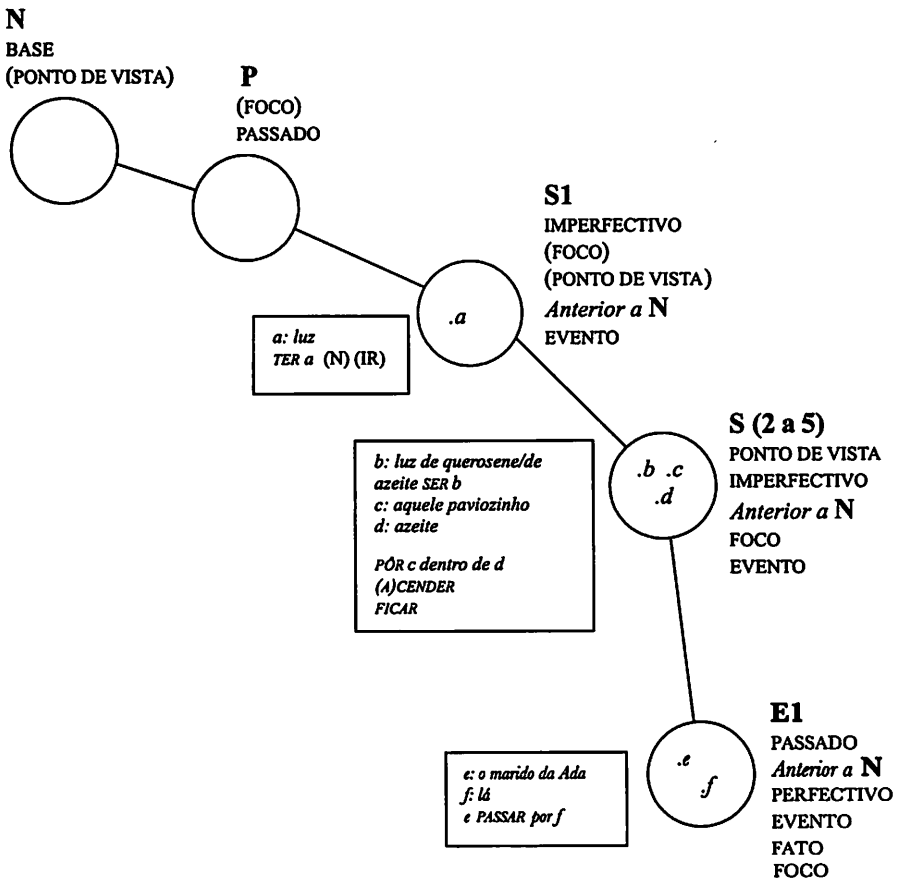 N
BASE
(PONTO DE VISTA)
P
(FOCO)
PASSADO
S1
IMPERFECTIVO
(FOCO)
(PONTO DE VISTA)
Anterior a N
EVENTO
.a
a: luz
TER a (N) (IR)
S (2 a 5)
PONTO DE VISTA
IMPERFECTIVO
Anterior a N
FOCO
EVENTO
.b .c
.d
b: luz de querosene/de
azeite SER b
c: aquele paviozinho
d: azeite
PÔR c dentro de d
(A)CENDER
FICAR
E1
PASSADO
Anterior a N
PERFECTIVO
EVENTO
FATO
FOCO
.e
.f
e: o marido da Ada
f: lá
e PASSAR por f